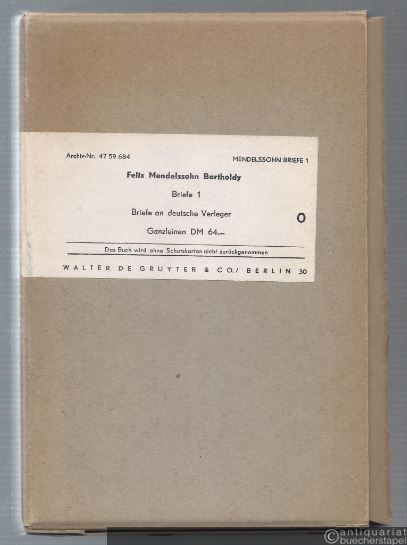 Archiv-Nr. 47 59 684 MENDELSSOHN BRIEFE 1
Felix Mendelssohn Bartholdy
Briefe 1
Briefe an deutsche Verleger
O
Ganzleinen DM 64.—
Das Buch wird ohne Schutzkarton nicht zurückgenommen
WALTER DE GRUYTER & CO./ BERLIN 30
antiquariat
buecherstapel